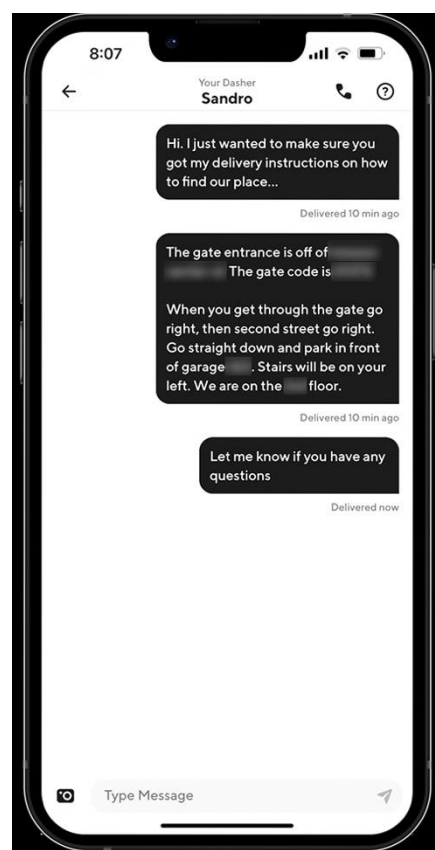 8:07
Your Dasher
Sandro
Hi. I just wanted to make sure you
got my delivery instructions on how
to find our place...
Delivered 10 min ago
The gate entrance is off of
The gate code is
When you get through the gate go
right, then second street go right.
Go straight down and park in front
of garage . Stairs will be on your
left. We are on the floor.
Delivered 10 min ago
Let me know if you have any
questions
Delivered now
Type Message